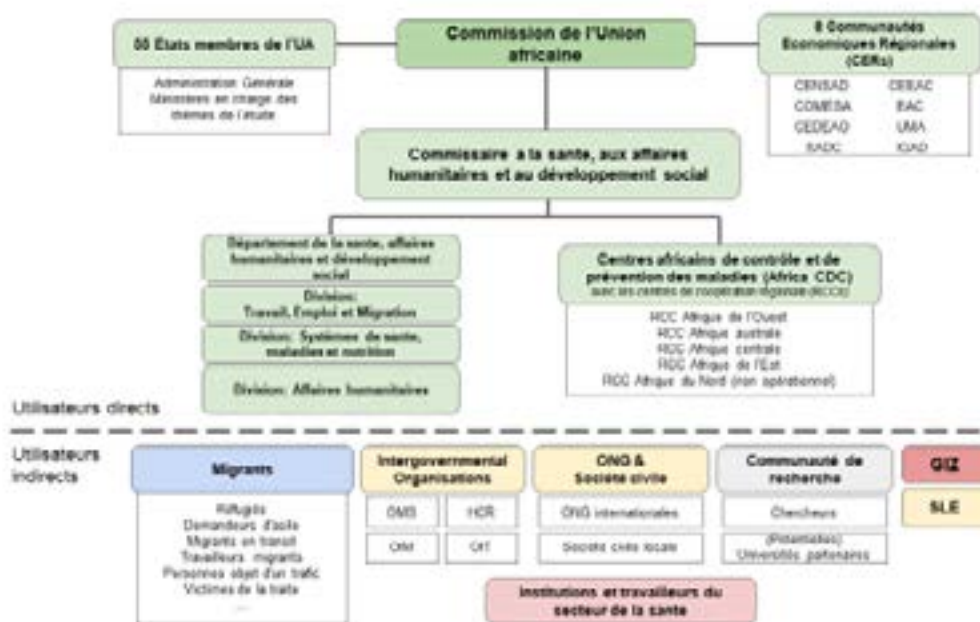 55 États membres de l'UA
Administration Générale
Ministères en charge des
thèmes de l'étude
Commission de l'Union
africaine
8 Communautés
Economiques Régionales
(CERs)
CENSAD CEEAC
COMESA EAC
CEDEAO UMA
SADC IGAD
Commissaire a la sante, aux affaires
humanitaires et au développement social
Département de la sante, affaires
humanitaires et développement
social
Division:
Travail, Emploi et Migration
Division: Systèmes de sante,
maladies et nutrition
Division: Affaires humanitaires
Centres africains de contrôle et de
prévention des maladies (Africa CDC)
avec les centres de coopération régionale (RCCs)
RCC Afrique de l'Ouest
RCC Afrique australe
RCC Afrique centrale
RCC Afrique de l'Est
RCC Afrique du Nord (non opérationnel)
Utilisateurs directs
Utilisateurs
indirects
Migrants
Réfugiés
Demandeurs d'asile
Migrants en transit
Travailleurs migrants
Personnes objet d'un trafic
Victimes de la traite
...
Intergovernmental
Organisations
OMS HCR
OIM OIT
ONG &
Société civile
ONG internationales
Société civile locale
Communauté de
recherche
Chercheurs
(Potentielles)
Universités partenaires
GIZ
SLE
Institutions et travailleurs du
secteur de la sante